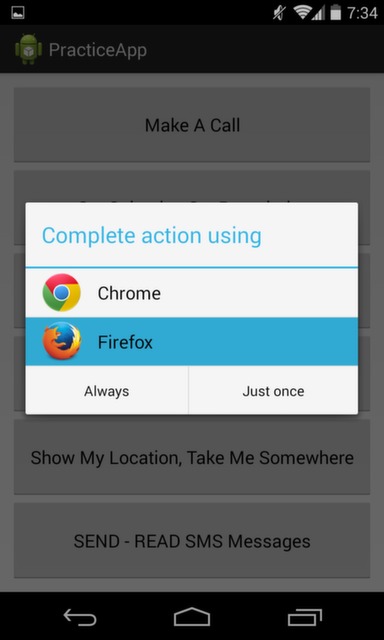 7:34
PracticeApp
Make A Call
Complete action using
Chrome
Firefox
Always
Just once
Show My Location, Take Me Somewhere
SEND - READ SMS Messages